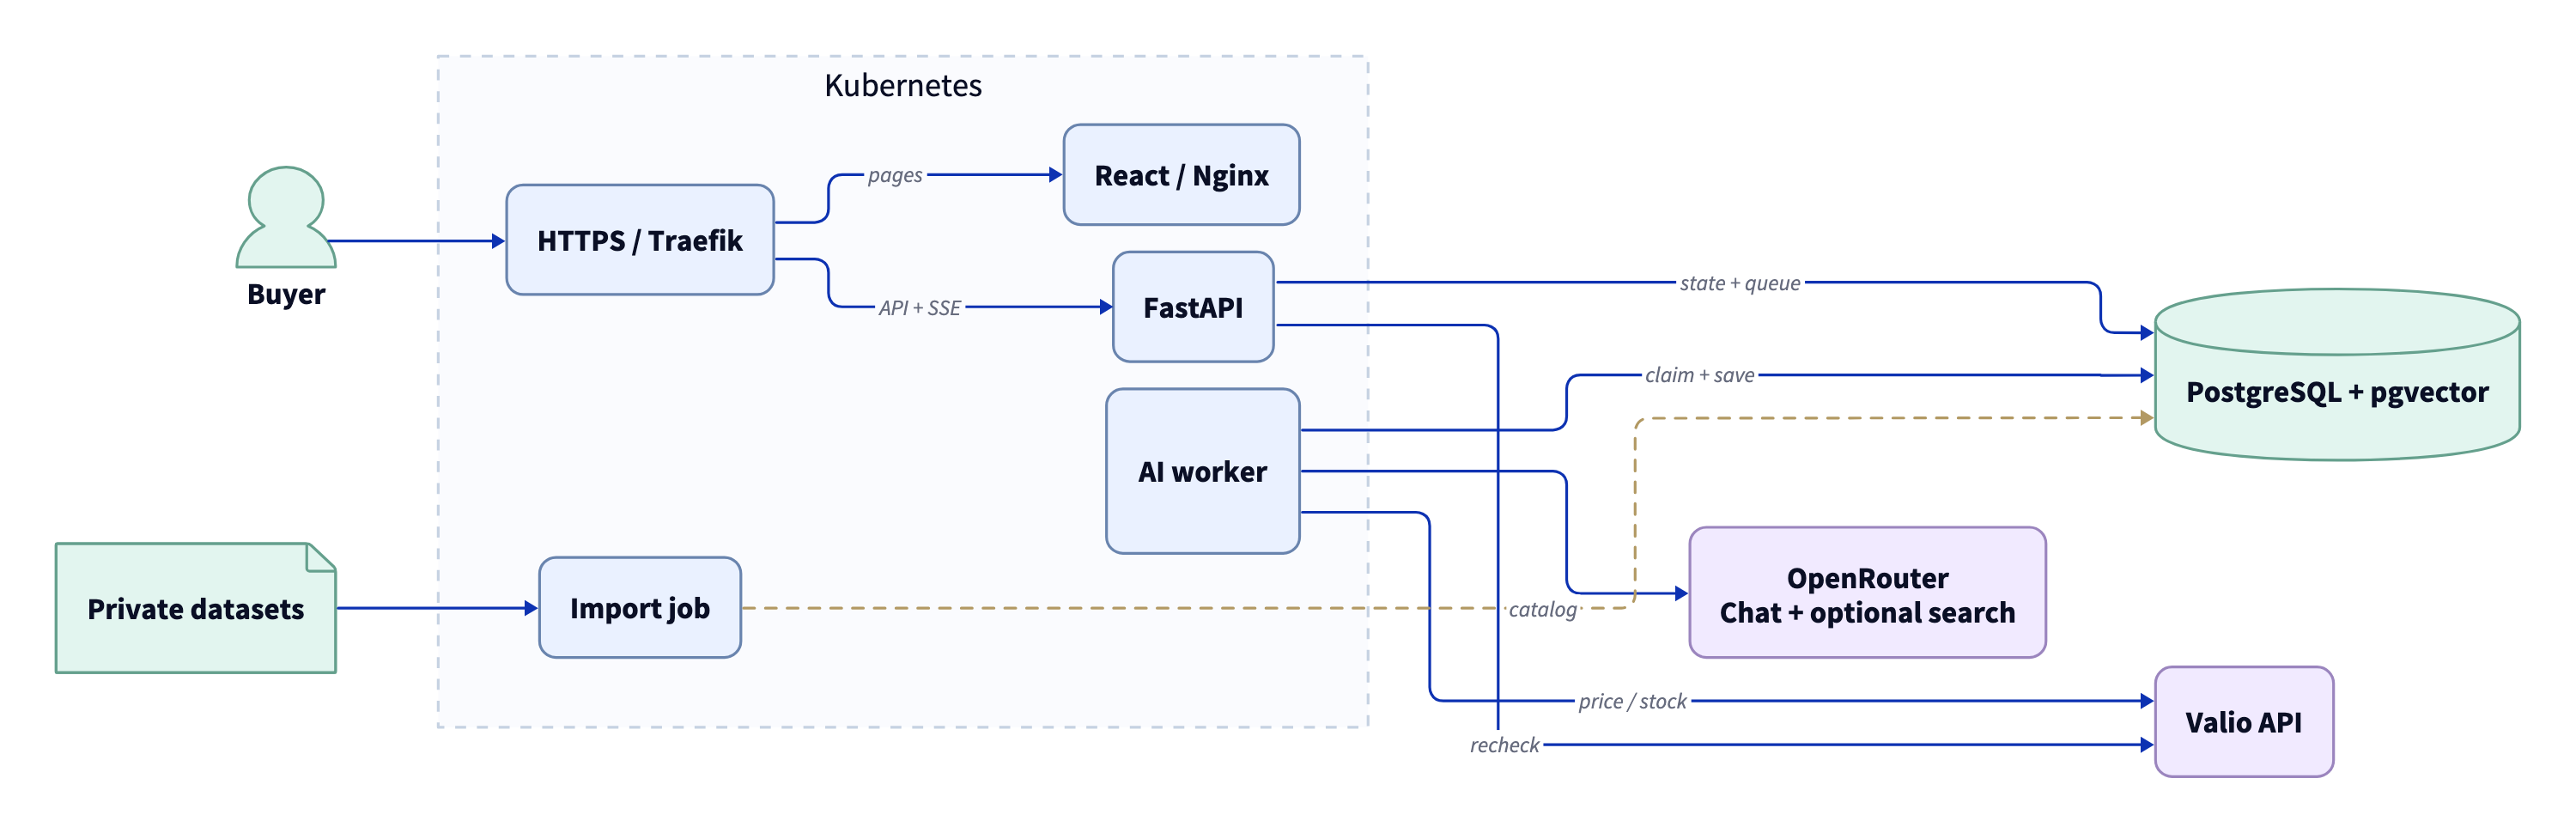 Kubernetes
React / Nginx
pages
HTTPS / Traefik
Buyer
API + SSE
FastAPI
state + queue
claim + save
PostgreSQL + pgvector
AI worker
OpenRouter
Chat + optional search
Private datasets
Import job
catalog
price / stock
Valio API
recheck